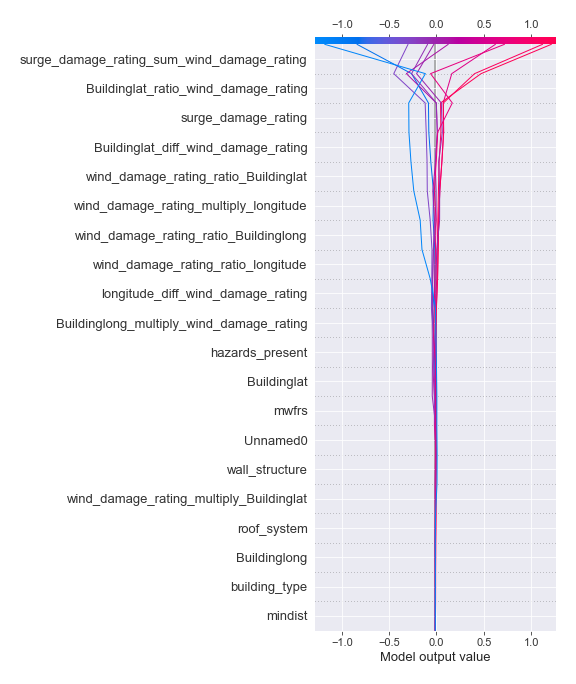 −1.0 −0.5 0.0 0.5 1.0
surge_damage_rating_sum_wind_damage_rating
Buildinglat_ratio_wind_damage_rating
surge_damage_rating
Buildinglat_diff_wind_damage_rating
wind_damage_rating_ratio_Buildinglat
wind_damage_rating_multiply_longitude
wind_damage_rating_ratio_Buildinglong
wind_damage_rating_ratio_longitude
longitude_diff_wind_damage_rating
Buildinglong_multiply_wind_damage_rating
hazards_present
Buildinglat
mwfrs
Unnamed0
wall_structure
wind_damage_rating_multiply_Buildinglat
roof_system
Buildinglong
building_type
mindist
−1.0 −0.5 0.0 0.5 1.0
Model output value